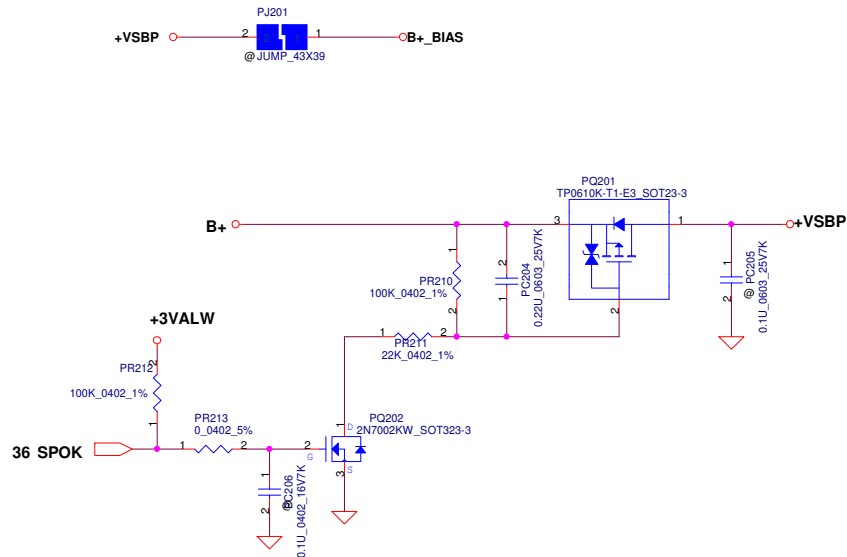 PJ201
+VSBP 2 2 1 1 B+_BIAS
@ JUMP_43X39
PQ201
TP0610K-T1-E3_SOT23-3
B+ 3 1 +VSBP
2
1
PR210
100K_0402_1%
2
2
PC204
0.22U_0603_25V7K
1
1
@ PC205
0.1U_0603_25V7K
2
+3VALW
1 2
PR211
22K_0402_1%
2
PR212
100K_0402_1%
1
PR213
0_0402_5%
PQ202
2N7002KW_SOT323-3
1 D
36 SPOK 1 2 2 G
3 S
1
@ PC206
0.1U_0402_16V7K
2